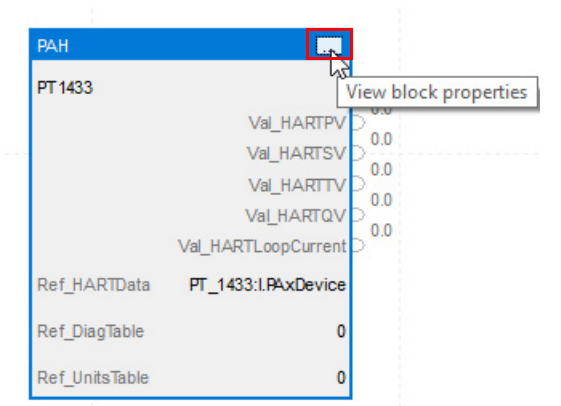 PAH ...
PT1433
View block properties
Val_HARTPV 0.0
Val_HARTSV 0.0
Val_HARTTV 0.0
Val_HARTQV 0.0
Val_HARTLoopCurrent 0.0
Ref_HARTData PT_1433:I.PAxDevice
Ref_DiagTable 0
Ref_UnitsTable 0